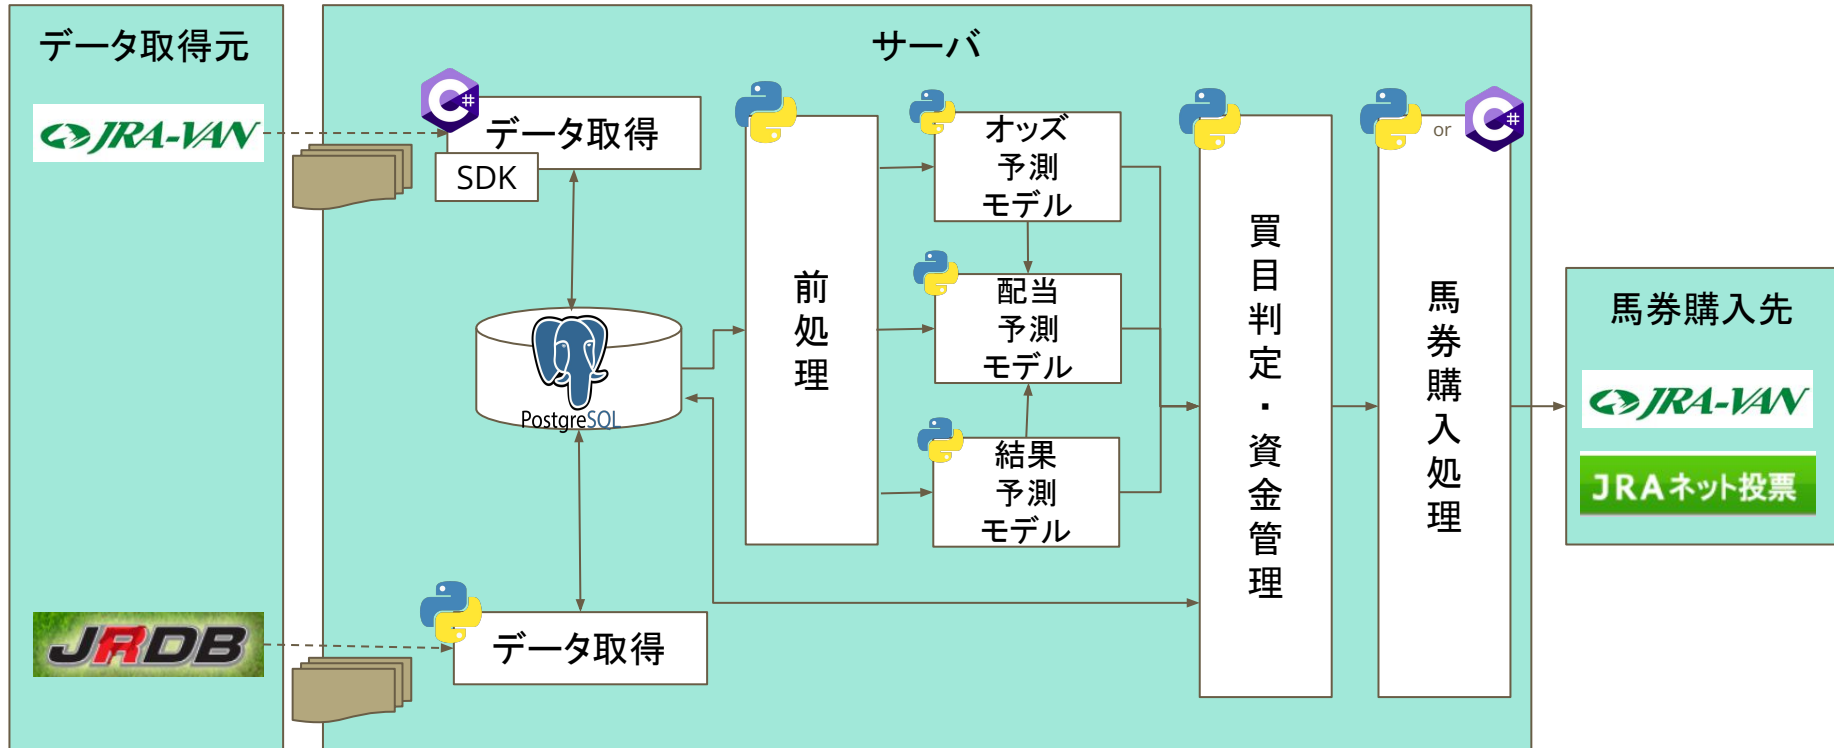 データ取得元
JRA-VAN
JRDB
サーバ
C#
データ取得
SDK
PostgreSQL
データ取得
前処理
オッズ
予測
モデル
配当
予測
モデル
結果
予測
モデル
買目判定・資金管理
or
C#
馬券購入処理
馬券購入先
JRA-VAN
JRAネット投票